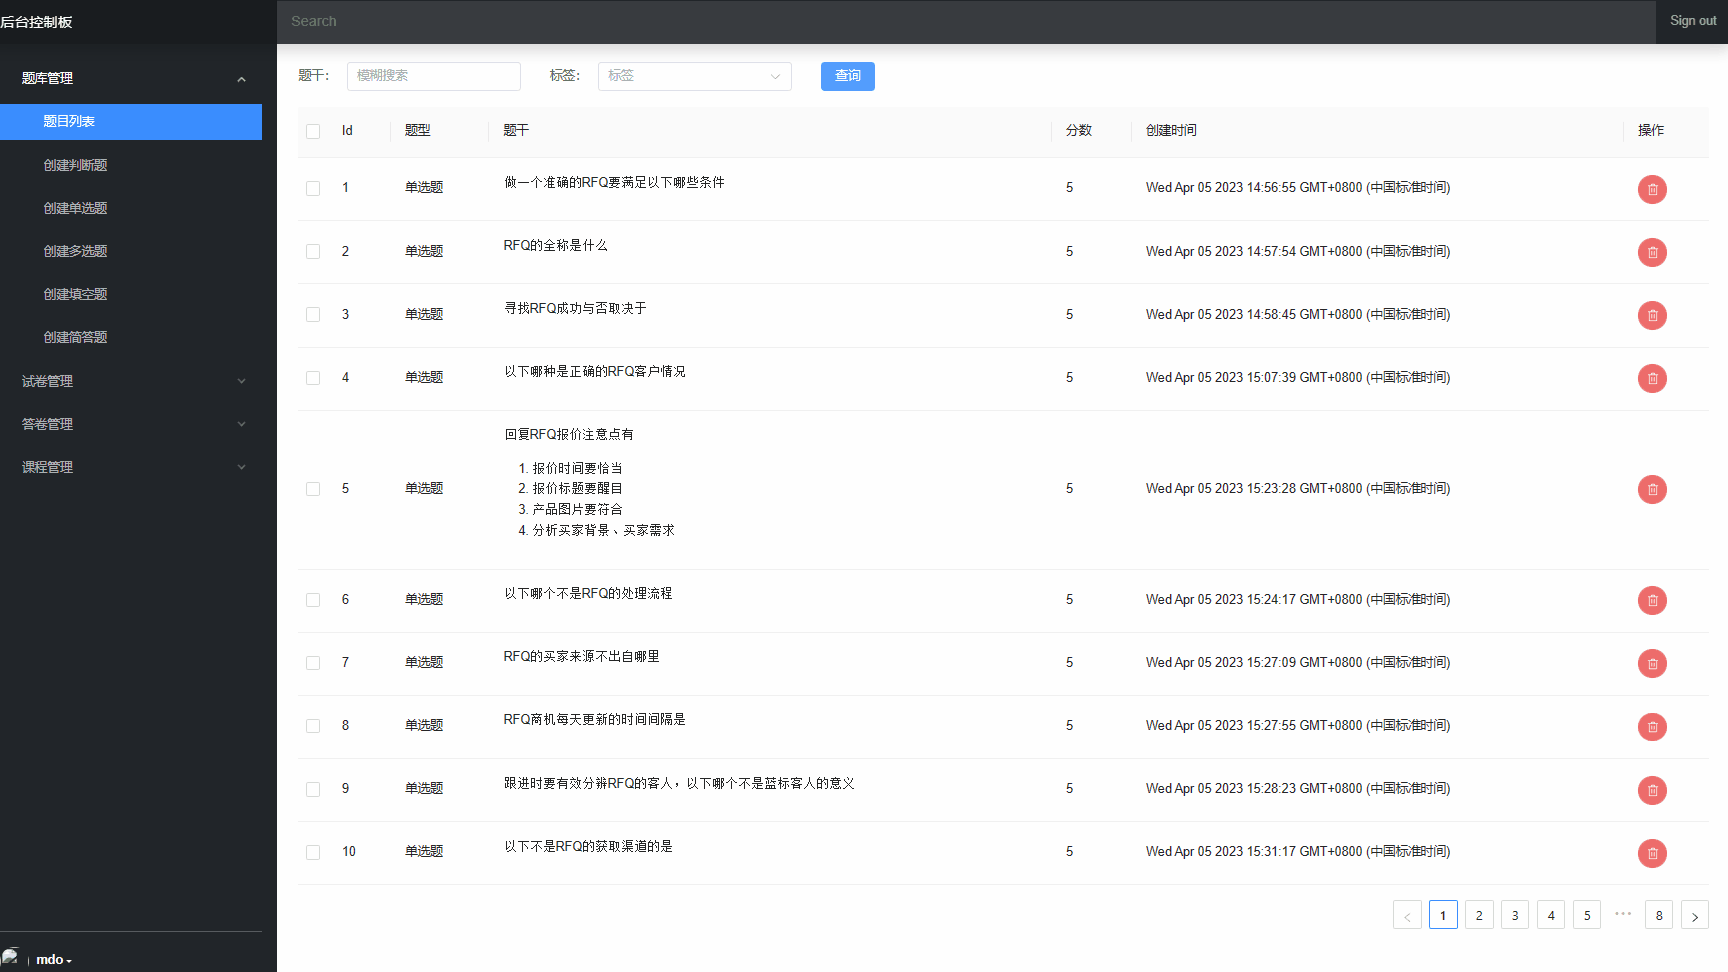 后台控制板
Search
Sign out
题库管理
题目列表
创建判断题
创建单选题
创建多选题
创建填空题
创建简答题
试卷管理
答卷管理
课程管理
mdo
题干： 模糊搜索 标签： 标签 查询
Id 题型 题干 分数 创建时间 操作
1 单选题 做一个准确的RFQ要满足以下哪些条件 5 Wed Apr 05 2023 14:56:55 GMT+0800 (中国标准时间)
2 单选题 RFQ的全称是什么 5 Wed Apr 05 2023 14:57:54 GMT+0800 (中国标准时间)
3 单选题 寻找RFQ成功与否取决于 5 Wed Apr 05 2023 14:58:45 GMT+0800 (中国标准时间)
4 单选题 以下哪种是正确的RFQ客户情况 5 Wed Apr 05 2023 15:07:39 GMT+0800 (中国标准时间)
回复RFQ报价注意点有
1. 报价时间要恰当
5 单选题 2. 报价标题要醒目 5 Wed Apr 05 2023 15:23:28 GMT+0800 (中国标准时间)
3. 产品图片要符合
4. 分析买家背景、买家需求
6 单选题 以下哪个不是RFQ的处理流程 5 Wed Apr 05 2023 15:24:17 GMT+0800 (中国标准时间)
7 单选题 RFQ的买家来源不出自哪里 5 Wed Apr 05 2023 15:27:09 GMT+0800 (中国标准时间)
8 单选题 RFQ商机每天更新的时间间隔是 5 Wed Apr 05 2023 15:27:55 GMT+0800 (中国标准时间)
9 单选题 跟进时要有效分辨RFQ的客人，以下哪个不是蓝标客人的意义 5 Wed Apr 05 2023 15:28:23 GMT+0800 (中国标准时间)
10 单选题 以下不是RFQ的获取渠道的是 5 Wed Apr 05 2023 15:31:17 GMT+0800 (中国标准时间)
1 2 3 4 5 ••• 8